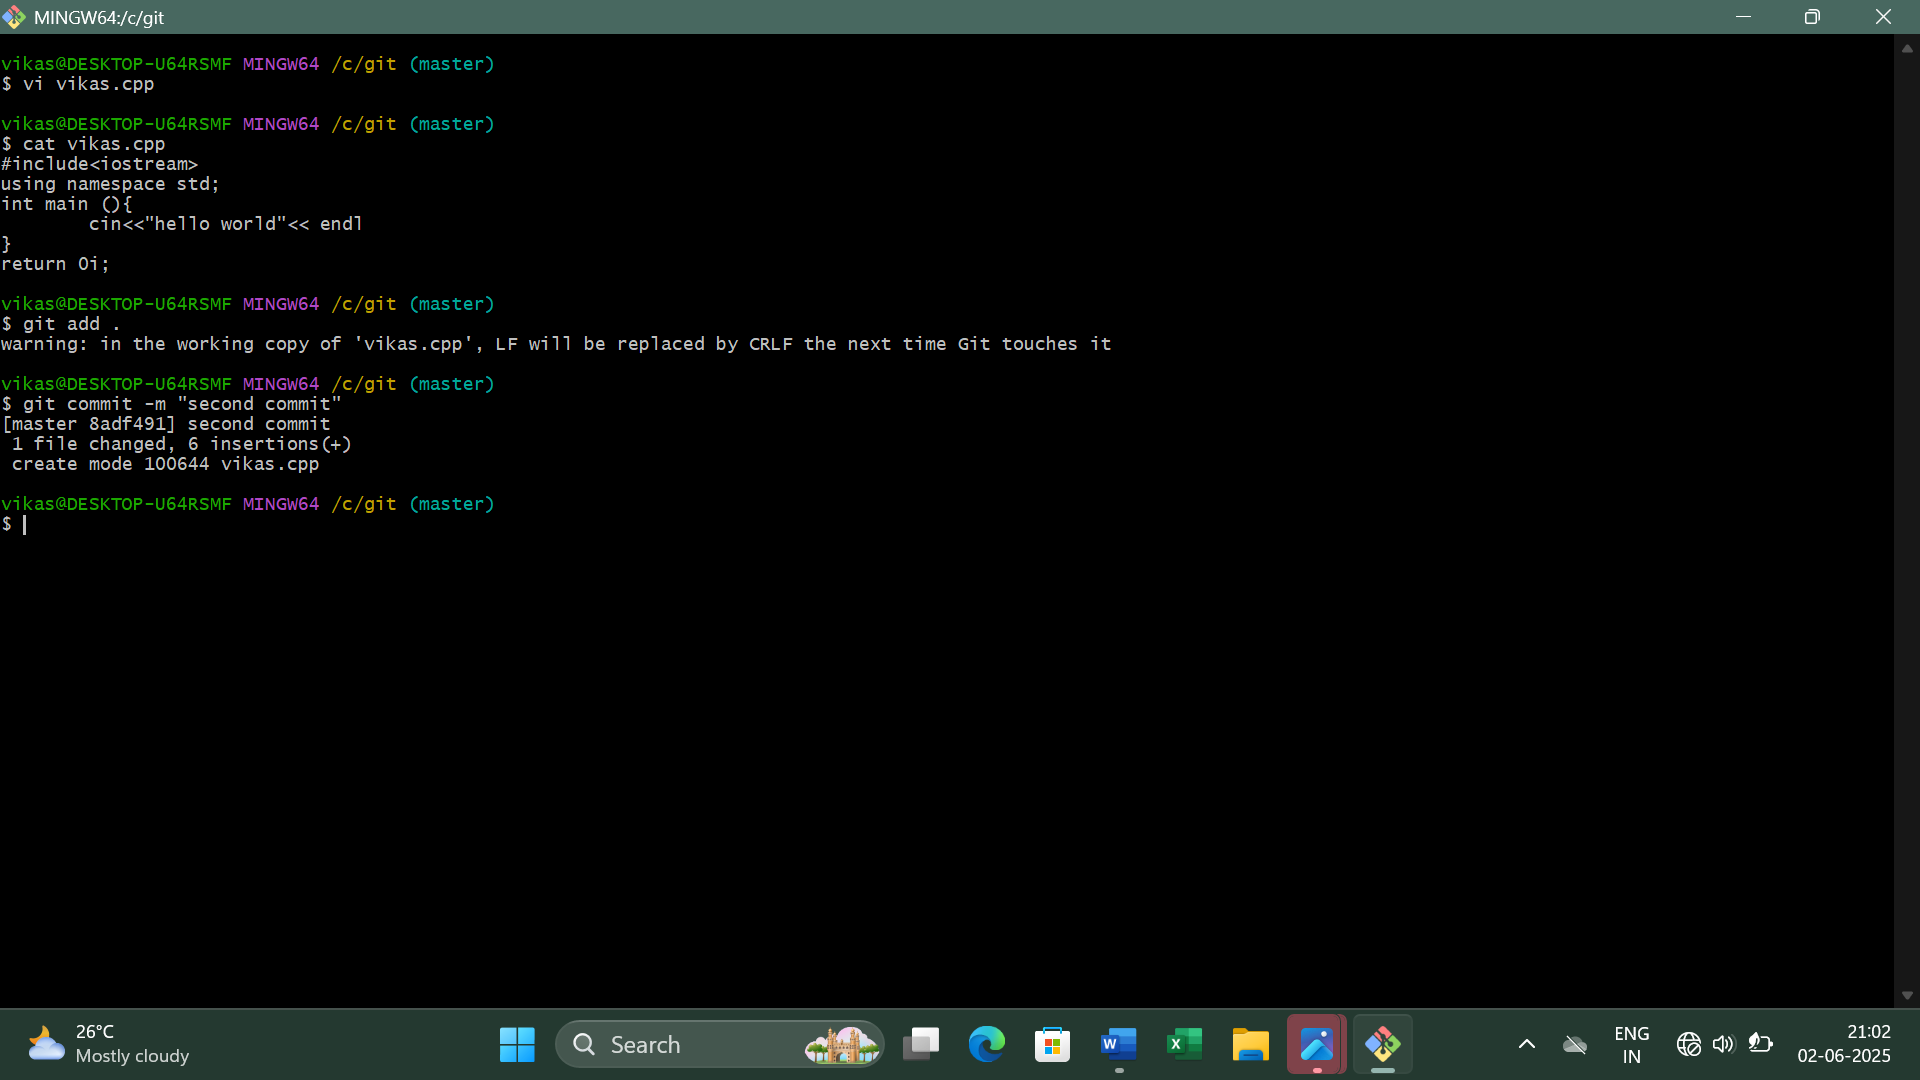 MINGW64:/c/git
vikas@DESKTOP-U64RSMF MINGW64 /c/git (master)
$ vi vikas.cpp
vikas@DESKTOP-U64RSMF MINGW64 /c/git (master)
$ cat vikas.cpp
#include<iostream>
using namespace std;
int main (){
        cin<<"hello world"<< endl
}
return 0i;
vikas@DESKTOP-U64RSMF MINGW64 /c/git (master)
$ git add .
warning: in the working copy of 'vikas.cpp', LF will be replaced by CRLF the next time Git touches it
vikas@DESKTOP-U64RSMF MINGW64 /c/git (master)
$ git commit -m "second commit"
[master 8adf491] second commit
 1 file changed, 6 insertions(+)
 create mode 100644 vikas.cpp
vikas@DESKTOP-U64RSMF MINGW64 /c/git (master)
$
26°C
Mostly cloudy
Search
ENG
IN
21:02
02-06-2025